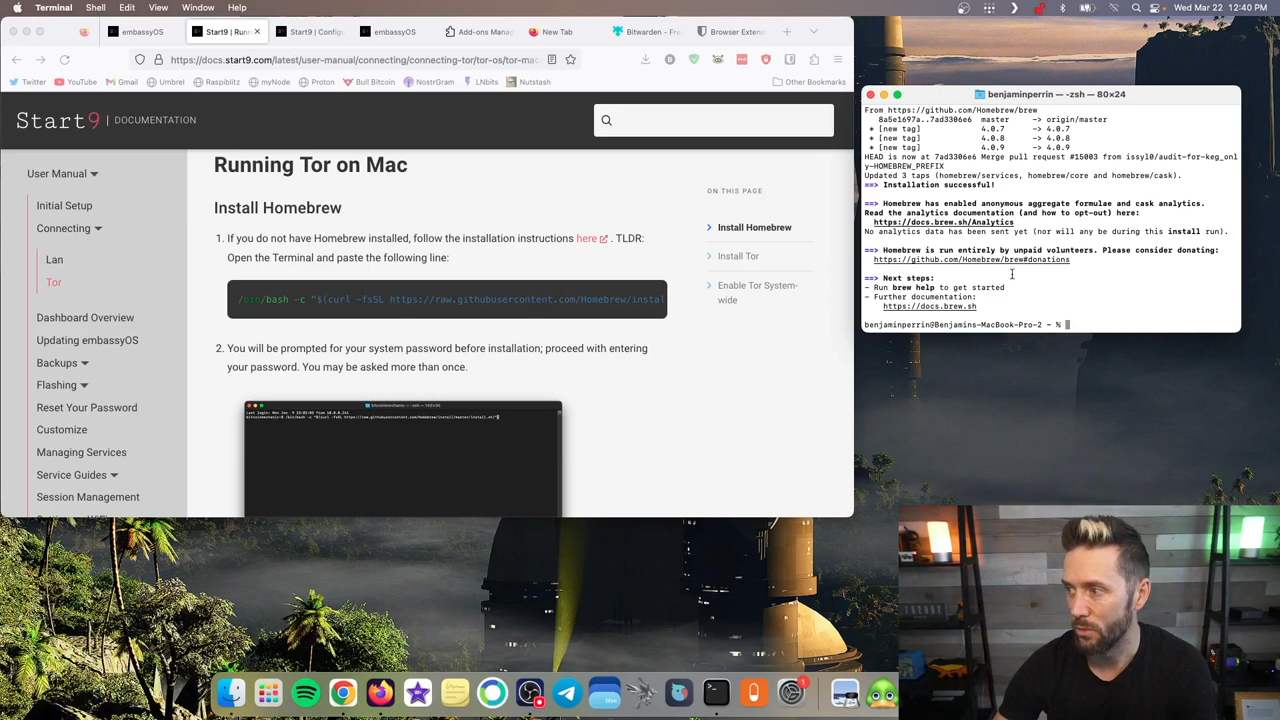 Terminal Shell Edit View Window Help
Wed Mar 22 12:40 PM
embassyOS
Start9 | Runn
Start9 | Config
embassyOS
Add-ons Mana
New Tab
Bitwarden - Fre
Browser Exten
https://docs.start9.com/latest/user-manual/connecting/connecting-tor/tor-os/tor-mac
Twitter YouTube Gmail Umbrel Raspiblitz myNode Proton Bull Bitcoin NostrGram LNbits Nutstash Other Bookmarks
Start9 | DOCUMENTATION
User Manual
Initial Setup
Connecting
Lan
Tor
Dashboard Overview
Updating embassyOS
Backups
Flashing
Reset Your Password
Customize
Managing Services
Service Guides
Session Management
Running Tor on Mac
Install Homebrew
1. If you do not have Homebrew installed, follow the installation instructions here . TLDR:
Open the Terminal and paste the following line:
/bin/bash -c "$(curl -fsSL https://raw.githubusercontent.com/Homebrew/instal
2. You will be prompted for your system password before installation; proceed with entering
your password. You may be asked more than once.
ON THIS PAGE
Install Homebrew
Install Tor
Enable Tor System-
wide
benjaminperrin — -zsh — 80×24
From https://github.com/Homebrew/brew
8a5e1697a..7ad3306e6 master -> origin/master
* [new tag] 4.0.7 -> 4.0.7
* [new tag] 4.0.8 -> 4.0.8
* [new tag] 4.0.9 -> 4.0.9
HEAD is now at 7ad3306e6 Merge pull request #15003 from issyl0/audit-for-keg_onl
y-HOMEBREW_PREFIX
Updated 3 taps (homebrew/services, homebrew/core and homebrew/cask).
==> Installation successful!
==> Homebrew has enabled anonymous aggregate formulae and cask analytics.
Read the analytics documentation (and how to opt-out) here:
https://docs.brew.sh/Analytics
No analytics data has been sent yet (nor will any be during this install run).
==> Homebrew is run entirely by unpaid volunteers. Please consider donating:
https://github.com/Homebrew/brew#donations
==> Next steps:
- Run brew help to get started
- Further documentation:
https://docs.brew.sh
benjaminperrin@Benjamins-MacBook-Pro-2 ~ %
blue
1